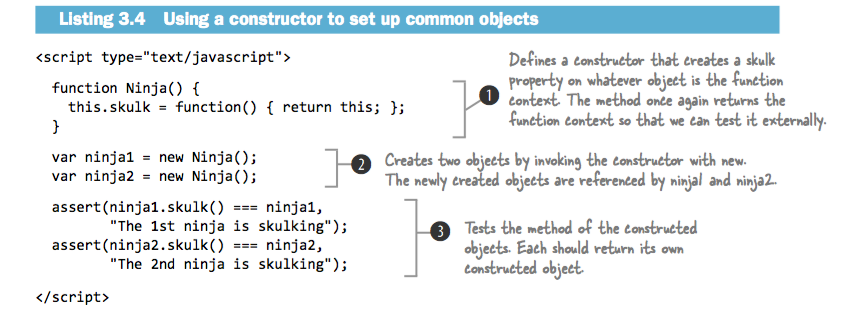 Listing 3.4 Using a constructor to set up common objects
<script type="text/javascript">
function Ninja() {
this.skulk = function() { return this; };
}
1
Defines a constructor that creates a skulk
property on whatever object is the function
context. The method once again returns the
function context so that we can test it externally.
var ninja1 = new Ninja();
var ninja2 = new Ninja();
2
Creates two objects by invoking the constructor with new.
The newly created objects are referenced by ninja1 and ninja2.
assert(ninja1.skulk() === ninja1,
"The 1st ninja is skulking");
assert(ninja2.skulk() === ninja2,
"The 2nd ninja is skulking");
3
Tests the method of the constructed
objects. Each should return its own
constructed object.
</script>